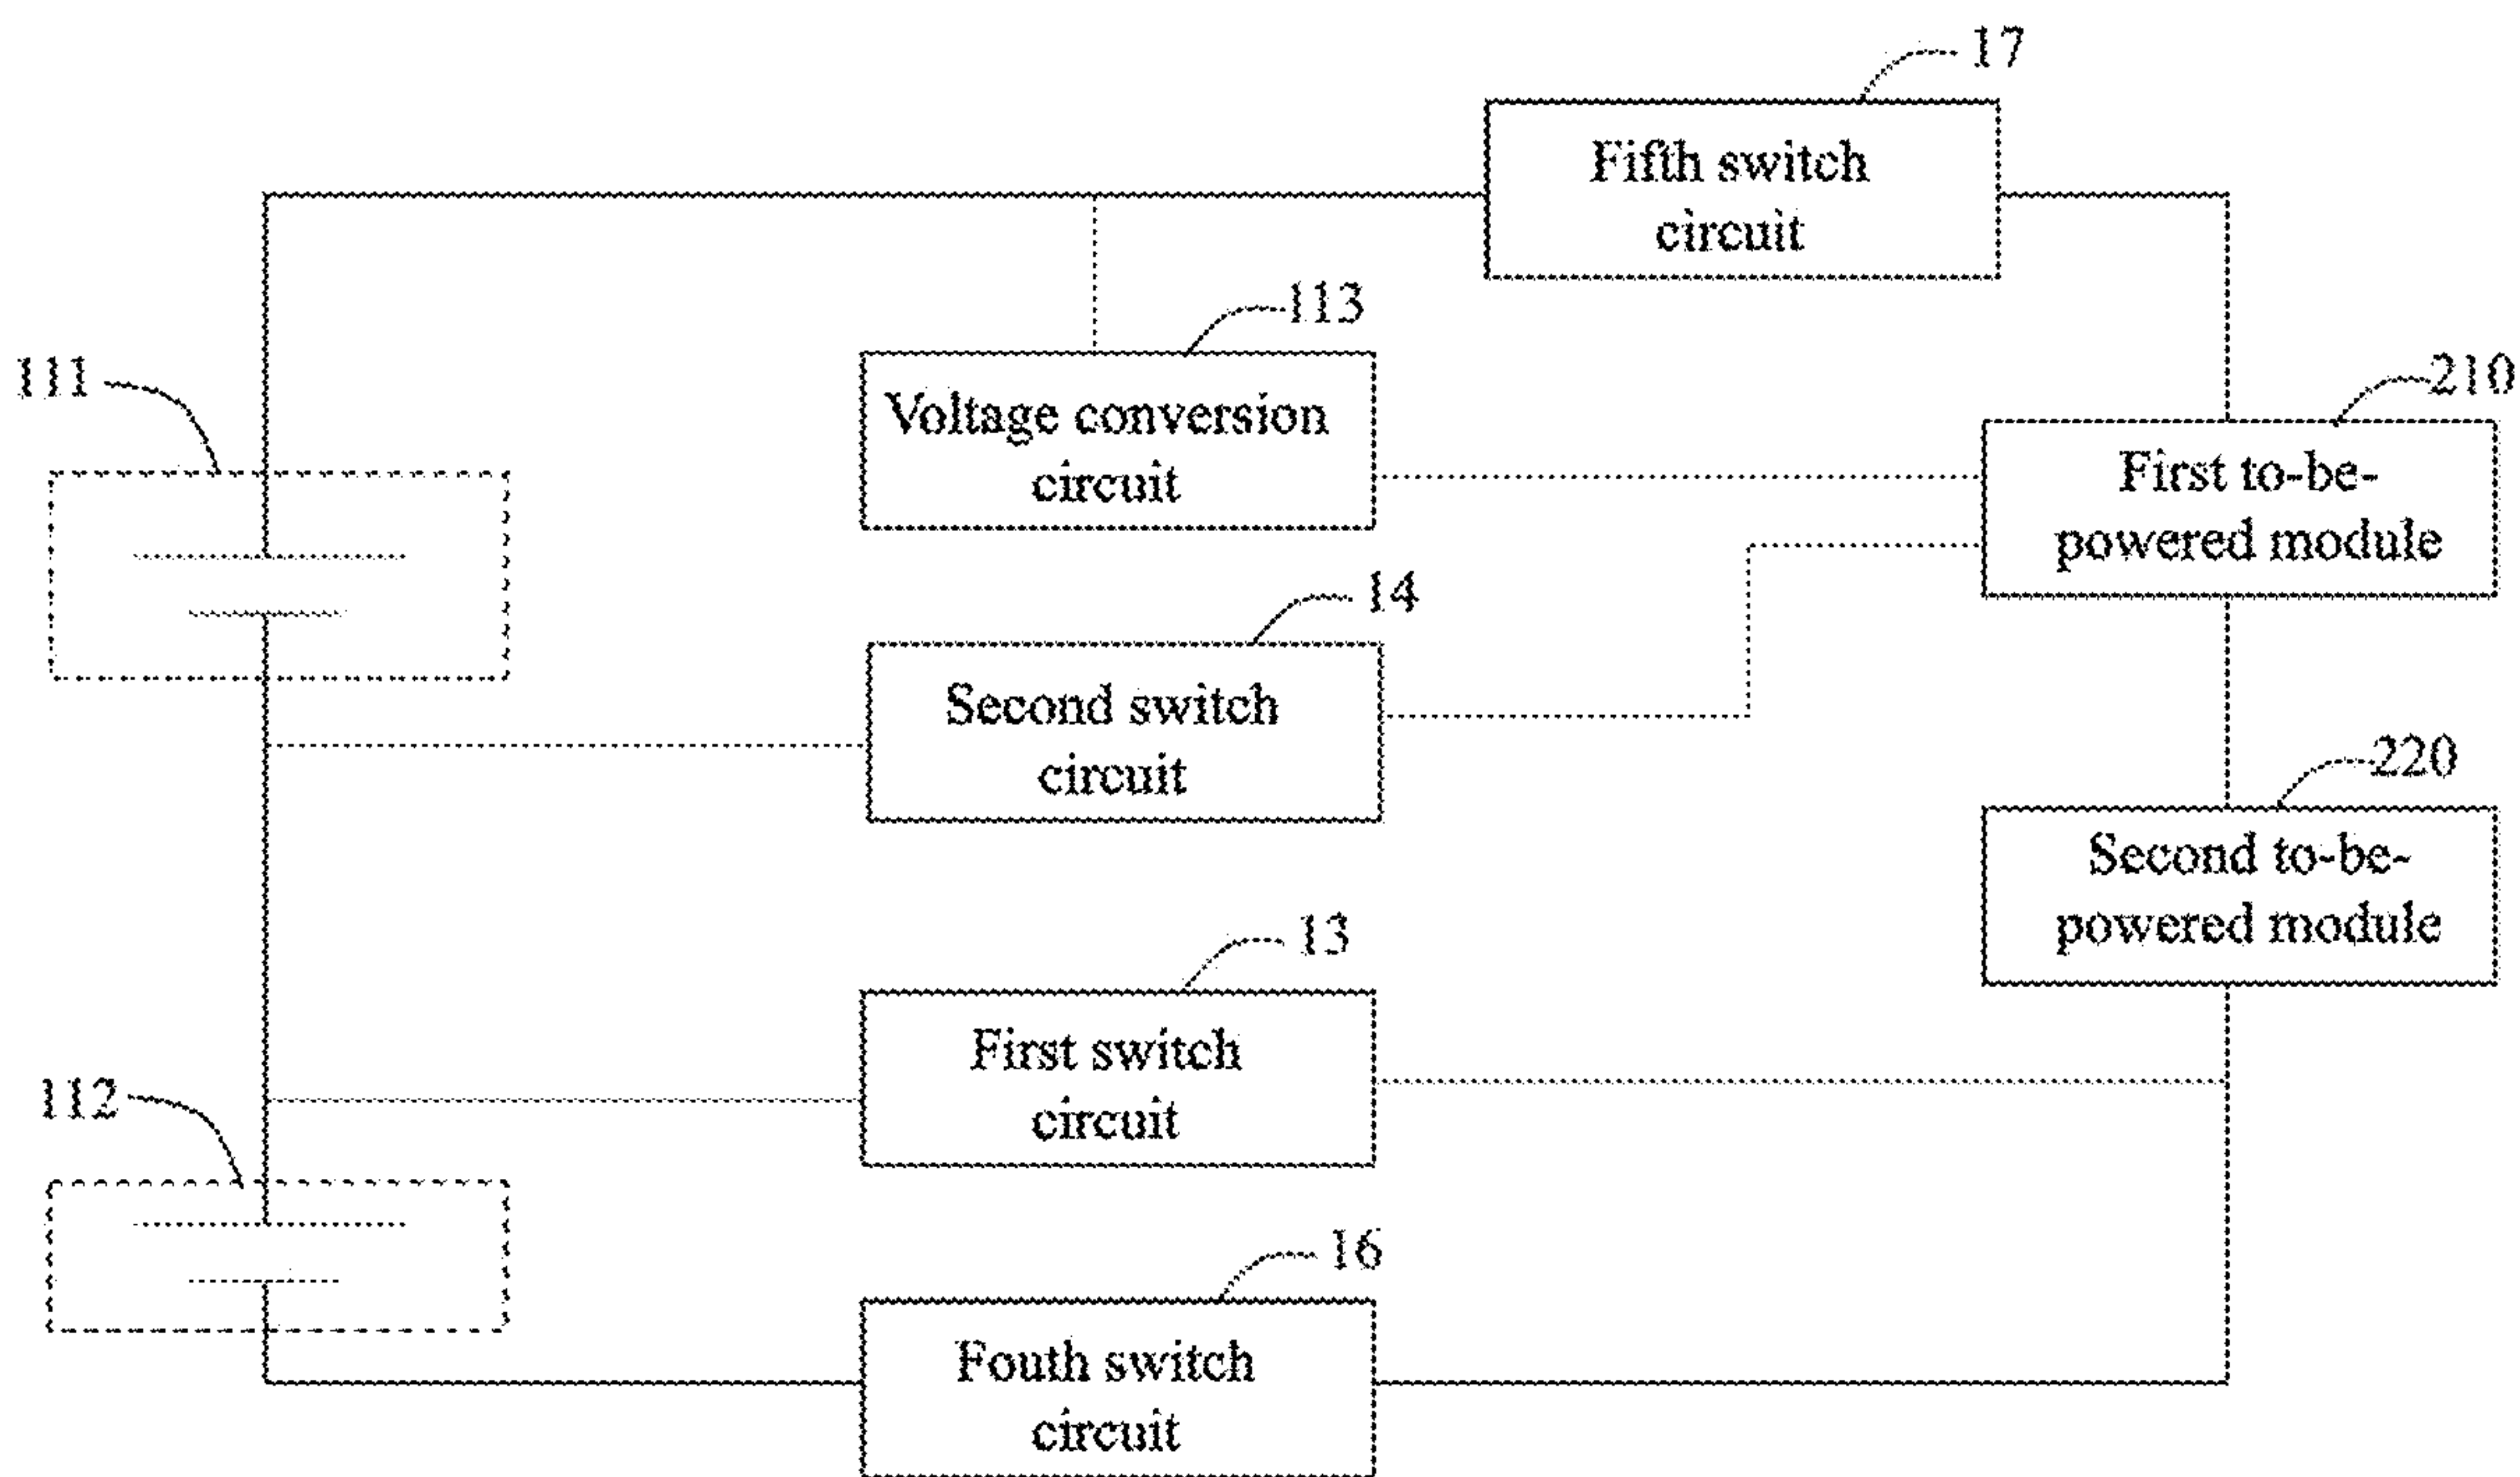 17
Fifth switch
circuit
113
111
Voltage conversion
circuit
210
First to-be-
powered module
14
Second switch
circuit
220
Second to-be-
powered module
13
First switch
circuit
112
16
Fouth switch
circuit